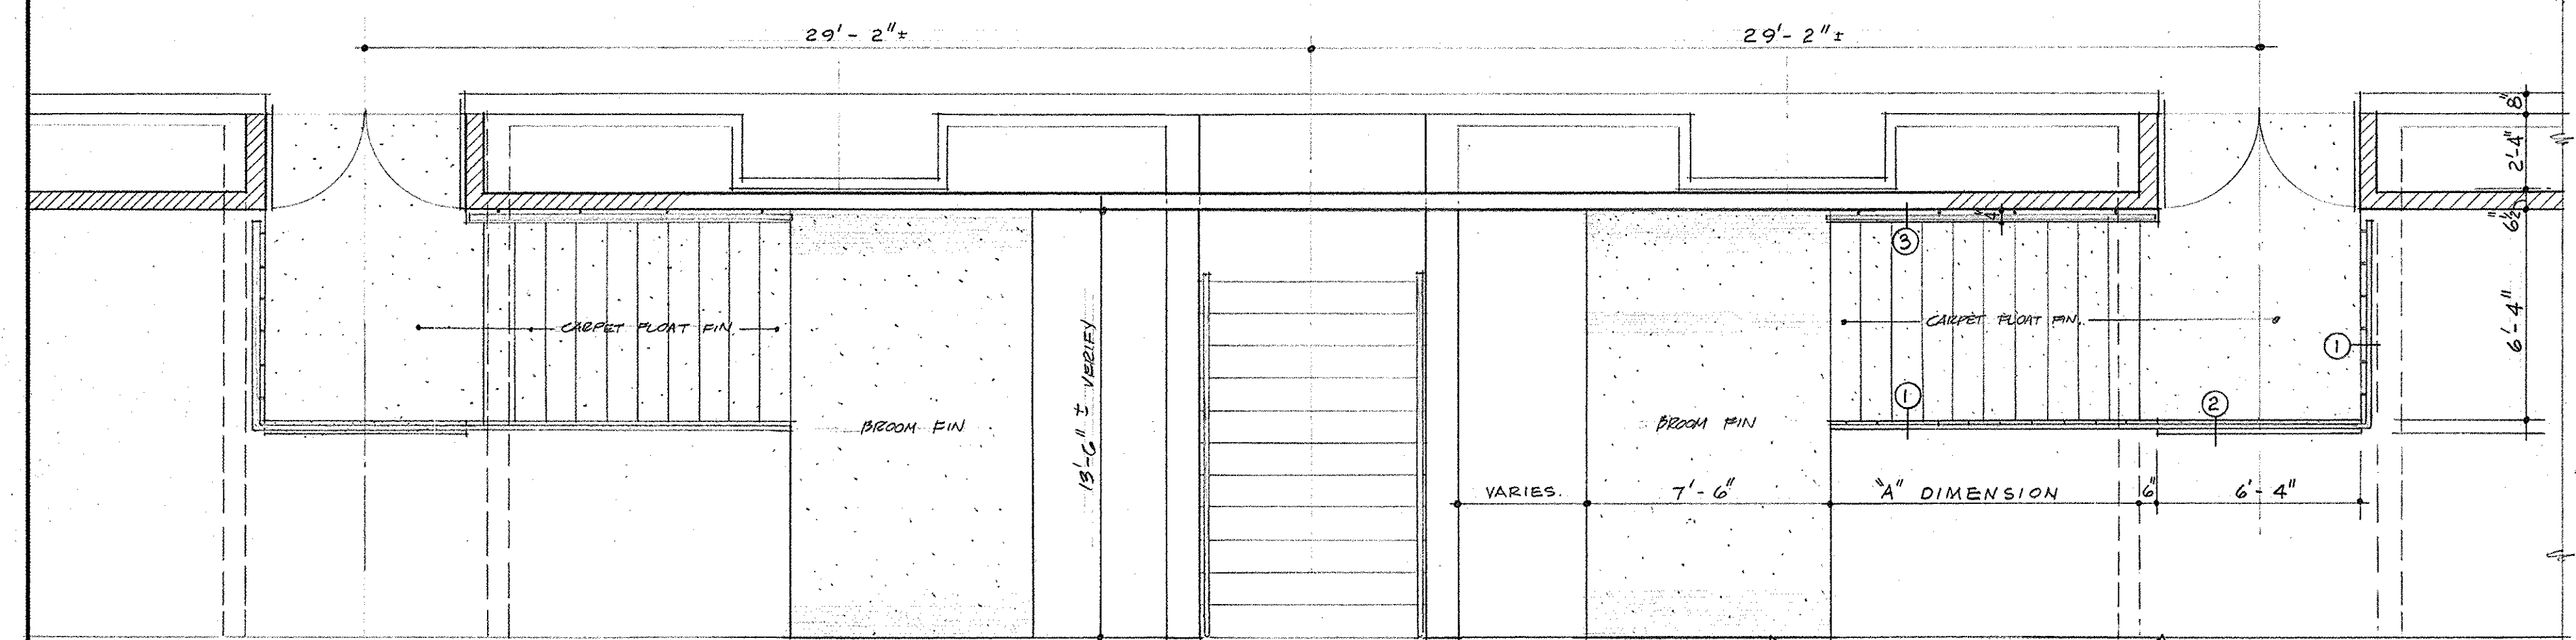 29'- 2"±
29'- 2"±
8"
2'-4"
6½"
4"
3
CARPET FLOAT FIN.
CARPET FLOAT FIN.
1
6'-4"
13'-6" ± VERIFY
1
2
BROOM FIN
BROOM FIN
VARIES.
7'- 6"
"A" DIMENSION
6"
6'- 4"